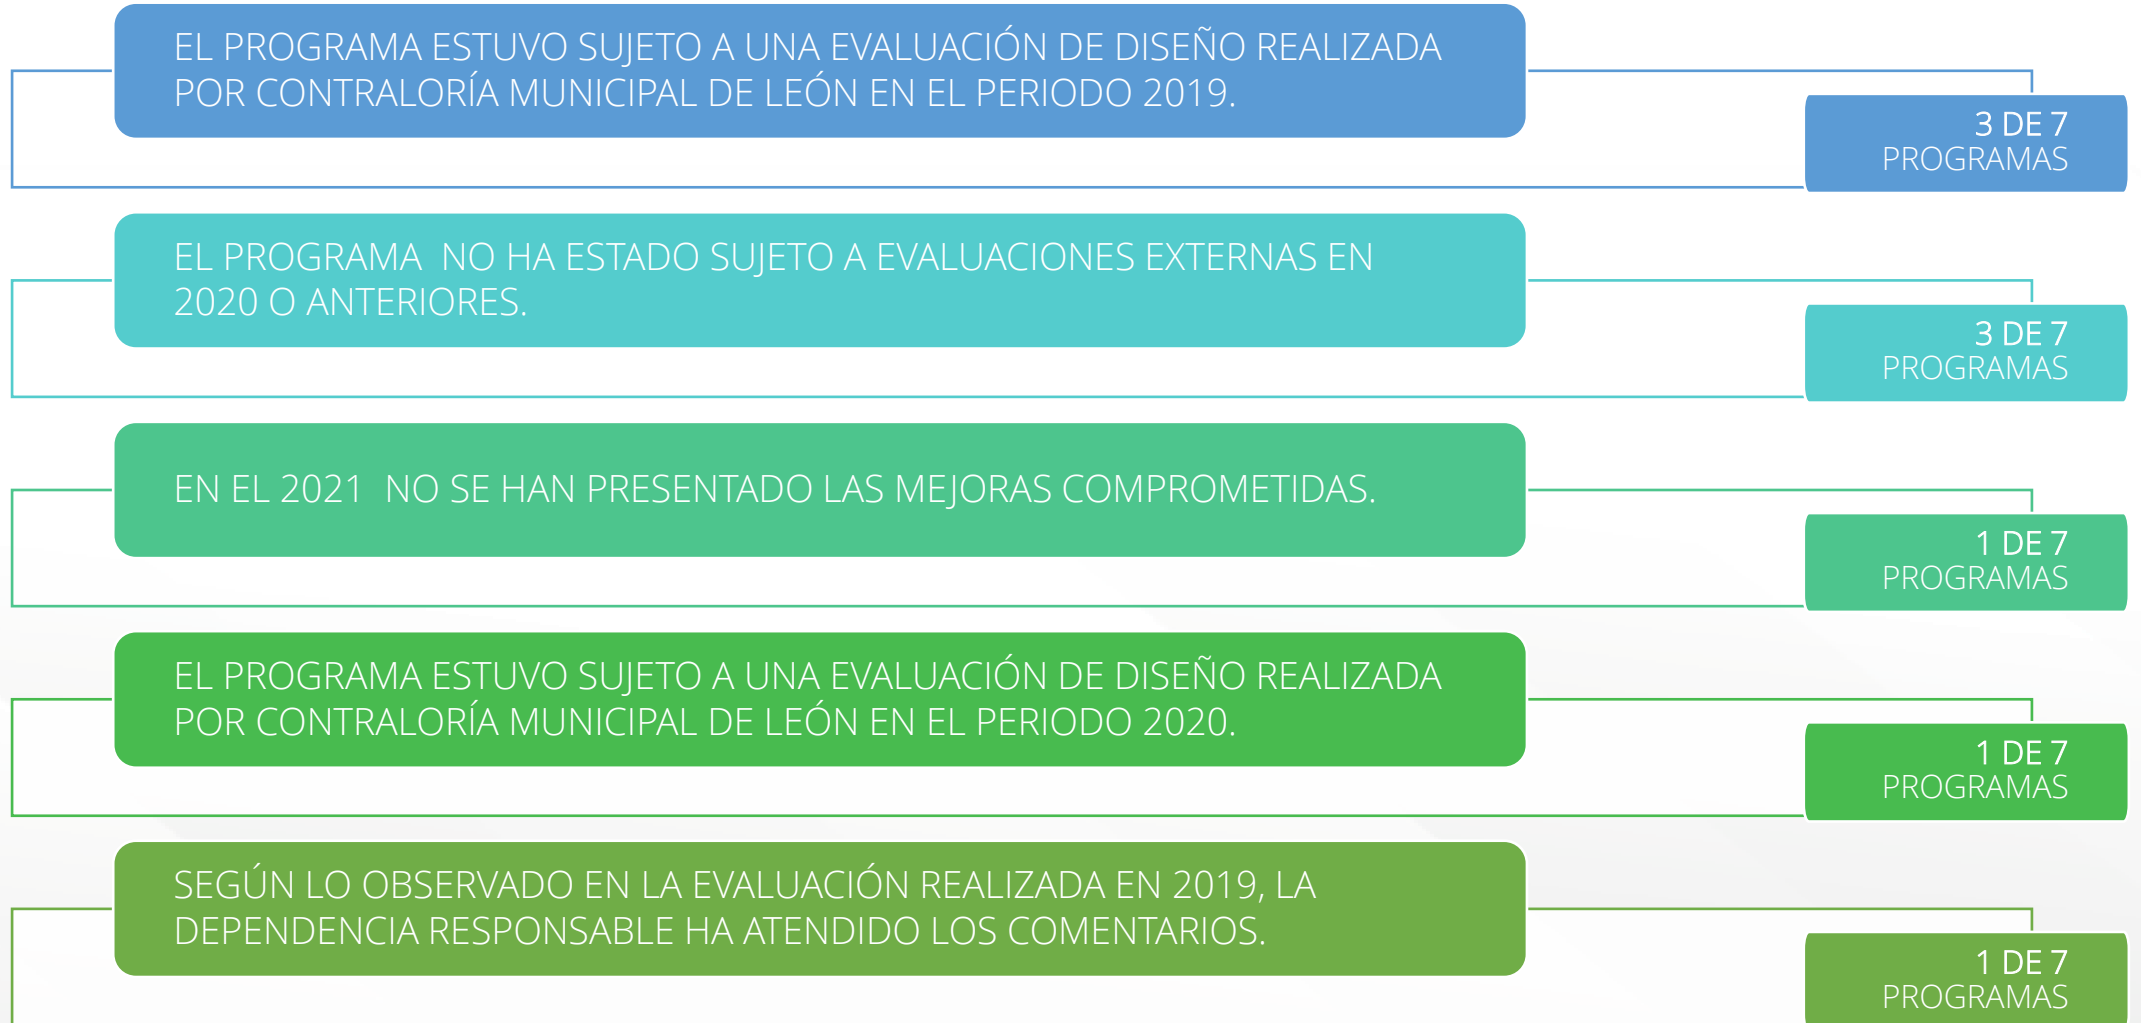 EL PROGRAMA ESTUVO SUJETO A UNA EVALUACIÓN DE DISEÑO REALIZADA
POR CONTRALORÍA MUNICIPAL DE LEÓN EN EL PERIODO 2019.
3 DE 7
PROGRAMAS
EL PROGRAMA  NO HA ESTADO SUJETO A EVALUACIONES EXTERNAS EN
2020 O ANTERIORES.
3 DE 7
PROGRAMAS
EN EL 2021  NO SE HAN PRESENTADO LAS MEJORAS COMPROMETIDAS.
1 DE 7
PROGRAMAS
EL PROGRAMA ESTUVO SUJETO A UNA EVALUACIÓN DE DISEÑO REALIZADA
POR CONTRALORÍA MUNICIPAL DE LEÓN EN EL PERIODO 2020.
1 DE 7
PROGRAMAS
SEGÚN LO OBSERVADO EN LA EVALUACIÓN REALIZADA EN 2019, LA
DEPENDENCIA RESPONSABLE HA ATENDIDO LOS COMENTARIOS.
1 DE 7
PROGRAMAS